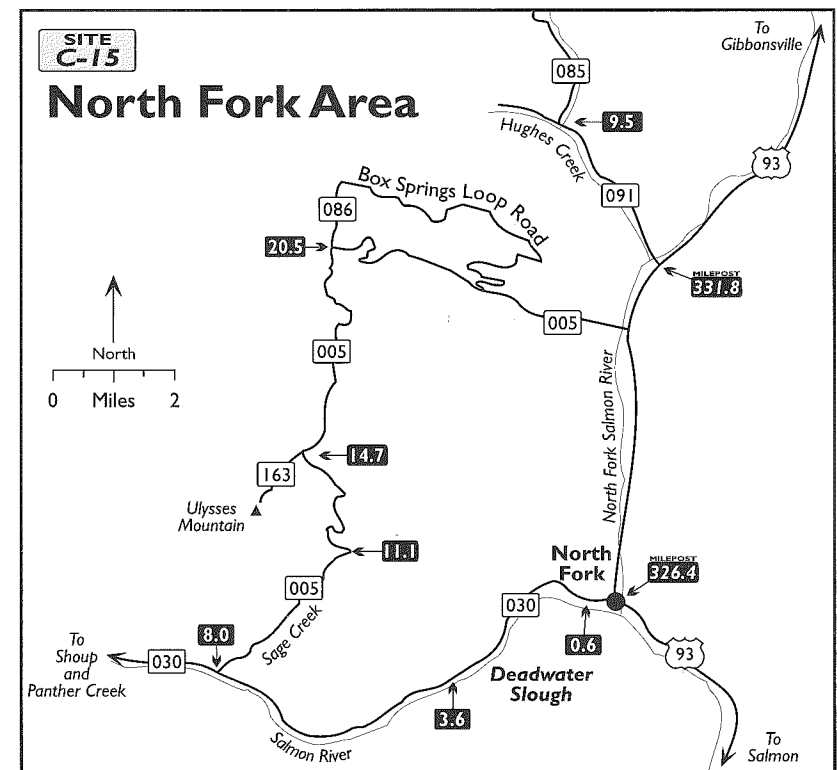 SITE
C-15
North Fork Area
To
Gibbonsville
085
9.5
Hughes Creek
93
091
Box Springs Loop Road
086
20.5
MILEPOST
331.8
005
005
North
0 Miles 2
North Fork Salmon River
14.7
163
Ulysses
Mountain
11.1
North
Fork
MILEPOST
326.4
005
030
Sage Creek
8.0
0.6
To
Shoup
and
Panther Creek
030
93
Deadwater
Slough
3.6
Salmon River
To
Salmon